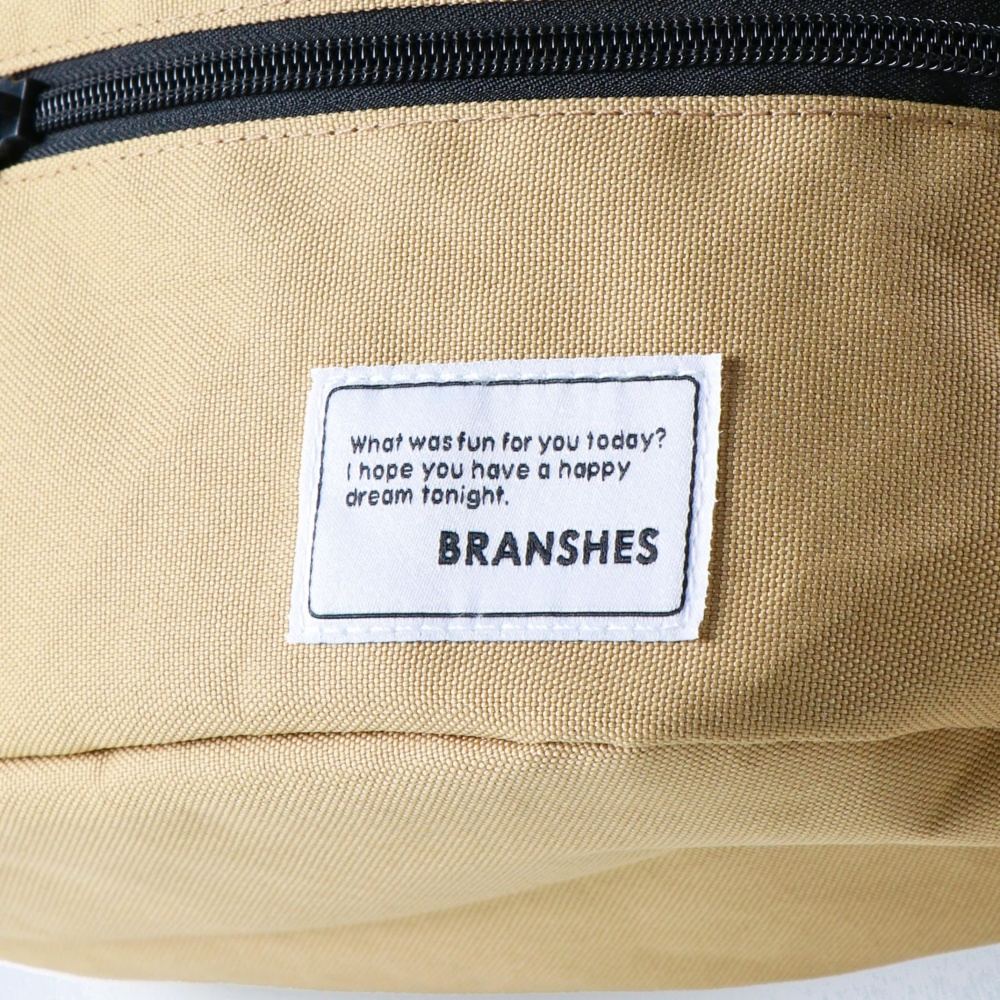 What was fun for you today?
I hope you have a happy
dream tonight.
BRANSHES